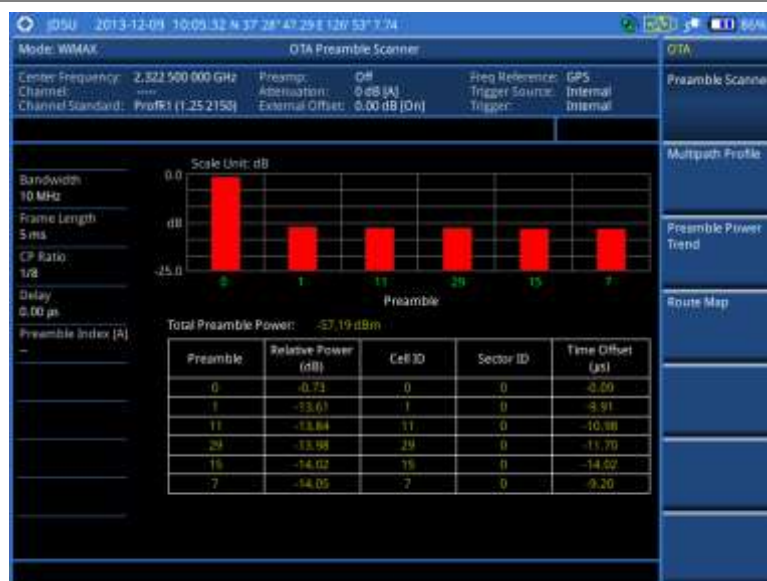 JDSU 2013-12-09 10:05:32 N 37° 28' 47.29 E 126° 53' 7.74 86%
Mode: WiMAX OTA Preamble Scanner OTA
Center Frequency: 2.322 500 000 GHz Preamp: Off Freq Reference: GPS
Channel: ----- Attenuation: 0 dB [A] Trigger Source: Internal
Channel Standard: ProfR1 (1.25 2150) External Offset: 0.00 dB [On] Trigger: Internal
Preamble Scanner
Multipath Profile
Preamble Power
Trend
Route Map
Bandwidth
10 MHz
Frame Length
5 ms
CP Ratio
1/8
Delay
0.00 µs
Preamble Index [A]
--
Scale Unit: dB
0.0
dB
-25.0
0 1 11 29 15 7
Preamble
Total Preamble Power: -57.19 dBm
Preamble Relative Power (dB) Cell ID Sector ID Time Offset (µs)
0 -0.73 0 0 -0.09
1 -13.61 1 0 -9.91
11 -13.84 11 0 -10.98
29 -13.98 29 0 -11.70
15 -14.02 15 0 -14.02
7 -14.05 7 0 -9.20